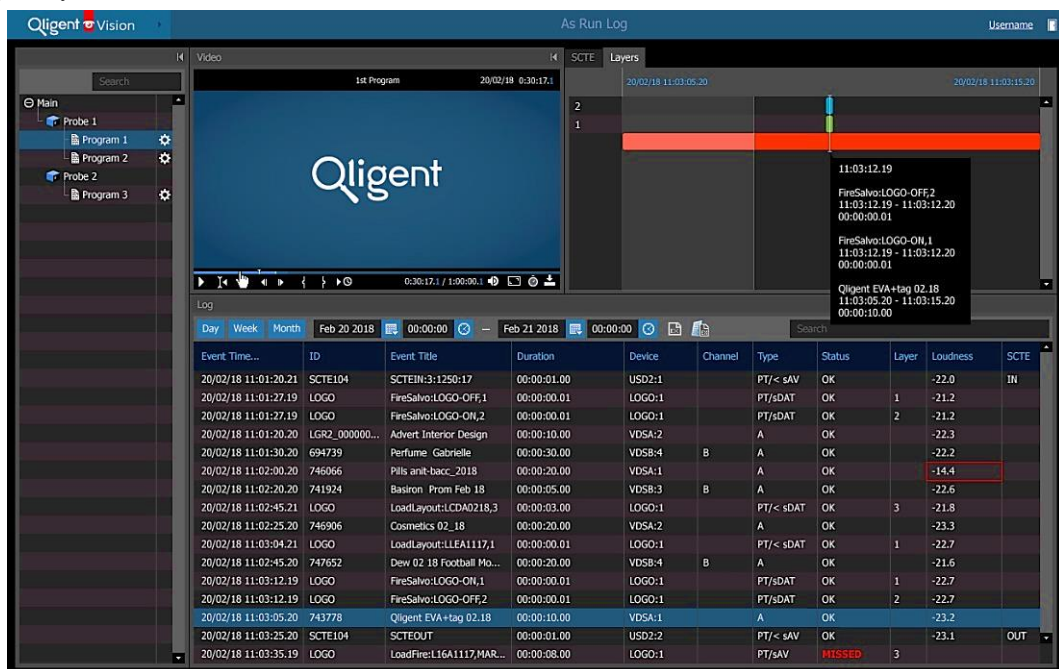 Qligent Vision
As Run Log
Username
Video
SCTE Layers
Search
1st Program 20/02/18 0:30:17.1
20/02/18 11:03:05.20 20/02/18 11:03:15.20
Main
Probe 1
Program 1
Program 2
Probe 2
Program 3
Qligent
2
1
11:03:12.19
FireSalvo:LOGO-OFF,2
11:03:12.19 - 11:03:12.20
00:00:00.01
FireSalvo:LOGO-ON,1
11:03:12.19 - 11:03:12.20
00:00:00.01
Qligent EVA+tag 02.18
11:03:05.20 - 11:03:15.20
00:00:10.00
0:30:17.1 / 1:00:00.1
Log
Day Week Month Feb 20 2018 00:00:00 – Feb 21 2018 00:00:00 Search
Event Time... ID Event Title Duration Device Channel Type Status Layer Loudness SCTE
20/02/18 11:01:20.21 SCTE104 SCTEIN:3:1250:17 00:00:01.00 USD2:1 PT/< sAV OK -22.0 IN
20/02/18 11:01:27.19 LOGO FireSalvo:LOGO-OFF,1 00:00:00.01 LOGO:1 PT/sDAT OK 1 -21.2
20/02/18 11:01:27.19 LOGO FireSalvo:LOGO-ON,2 00:00:00.01 LOGO:1 PT/sDAT OK 2 -21.2
20/02/18 11:01:20.20 LGR2_000000... Advert Interior Design 00:00:10.00 VDSA:2 A OK -22.3
20/02/18 11:01:30.20 694739 Perfume Gabrielle 00:00:30.00 VDSB:4 B A OK -22.2
20/02/18 11:02:00.20 746066 Pills anit-bacc_2018 00:00:20.00 VDSA:1 A OK -14.4
20/02/18 11:02:20.20 741924 Basiron Prom Feb 18 00:00:05.00 VDSB:3 B A OK -22.6
20/02/18 11:02:45.21 LOGO LoadLayout:LCDA0218,3 00:00:03.00 LOGO:1 PT/< sDAT OK 3 -21.8
20/02/18 11:02:25.20 746906 Cosmetics 02_18 00:00:20.00 VDSA:2 A OK -23.3
20/02/18 11:03:04.21 LOGO LoadLayout:LLEA1117,1 00:00:00.01 LOGO:1 PT/< sDAT OK 1 -22.7
20/02/18 11:02:45.20 747652 Dew 02 18 Football Mo... 00:00:20.00 VDSB:4 B A OK -21.6
20/02/18 11:03:12.19 LOGO FireSalvo:LOGO-ON,1 00:00:00.01 LOGO:1 PT/sDAT OK 1 -22.7
20/02/18 11:03:12.19 LOGO FireSalvo:LOGO-OFF,2 00:00:00.01 LOGO:1 PT/sDAT OK 2 -22.7
20/02/18 11:03:05.20 743778 Qligent EVA+tag 02.18 00:00:10.00 VDSA:1 A OK -23.2
20/02/18 11:03:25.20 SCTE104 SCTEOUT 00:00:01.00 USD2:2 PT/< sAV OK -23.1 OUT
20/02/18 11:03:35.19 LOGO LoadFire:L16A1117,MAR... 00:00:08.00 LOGO:1 PT/sAV MISSED 3